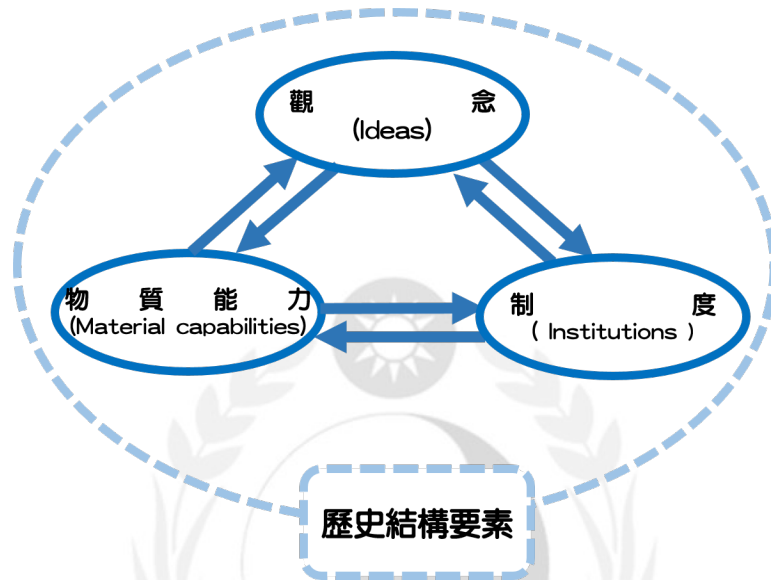 觀 念
(Ideas)
物 質 能 力
(Material capabilities)
制 度
( Institutions )
歷史結構要素